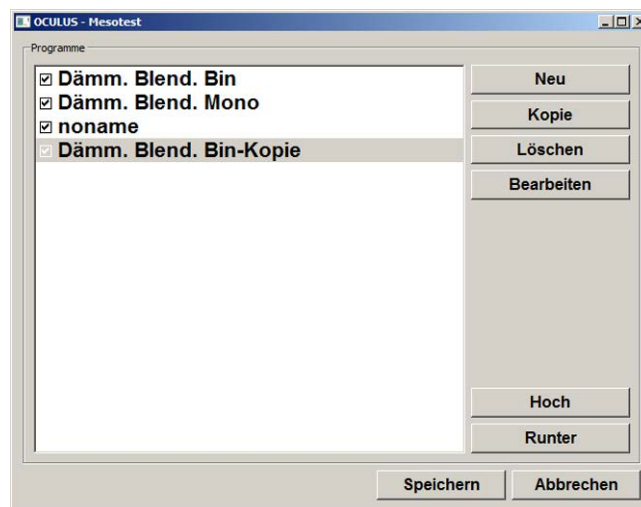 OCULUS - Mesotest
Programme
Dämm. Blend. Bin
Dämm. Blend. Mono
noname
Dämm. Blend. Bin-Kopie
Neu
Kopie
Löschen
Bearbeiten
Hoch
Runter
Speichern
Abbrechen